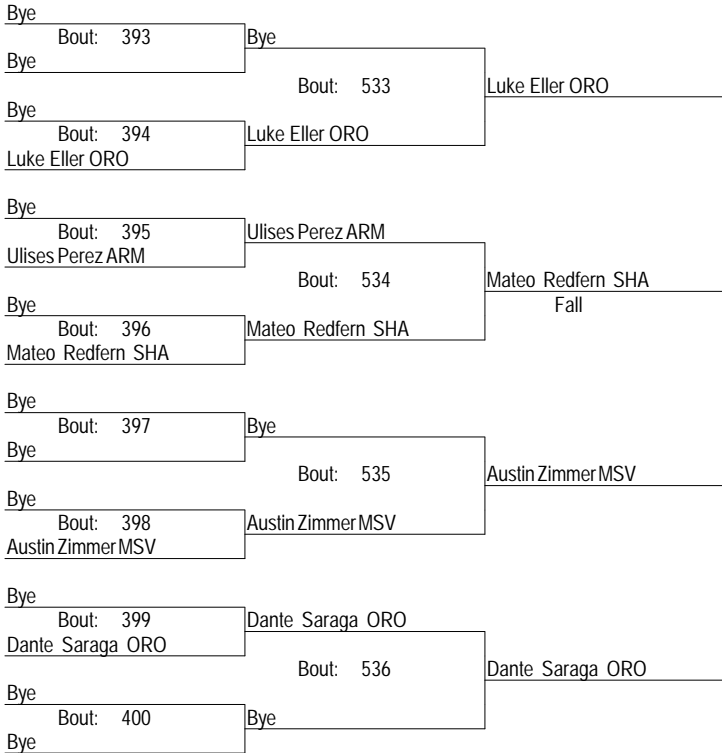 Bye
Bout: 393
Bye
Bye
Bout: 533
Luke Eller ORO
Bye
Bout: 394
Luke Eller ORO
Luke Eller ORO
Bye
Bout: 395
Ulises Perez ARM
Ulises Perez ARM
Bout: 534
Mateo Redfern SHA
Fall
Bye
Bout: 396
Mateo Redfern SHA
Mateo Redfern SHA
Bye
Bout: 397
Bye
Bye
Bout: 535
Austin Zimmer MSV
Bye
Bout: 398
Austin Zimmer MSV
Austin Zimmer MSV
Bye
Bout: 399
Dante Saraga ORO
Dante Saraga ORO
Bout: 536
Dante Saraga ORO
Bye
Bout: 400
Bye
Bye